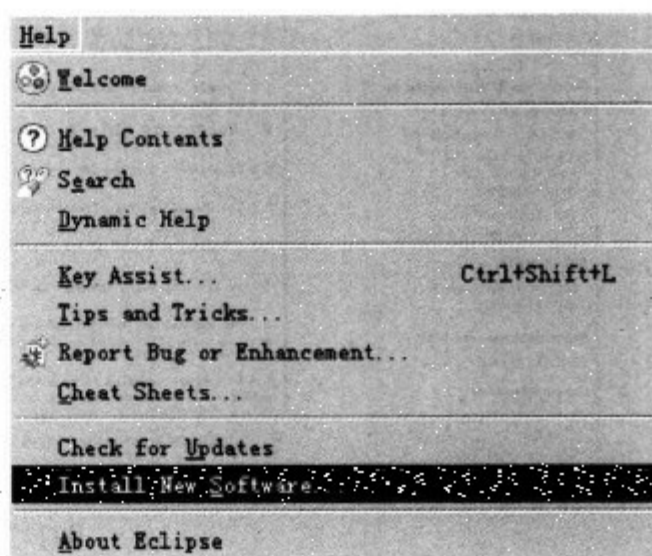 Help
Welcome
Help Contents
Search
Dynamic Help
Key Assist... Ctrl+Shift+L
Tips and Tricks...
Report Bug or Enhancement...
Cheat Sheets...
Check for Updates
Install New Software...
About Eclipse